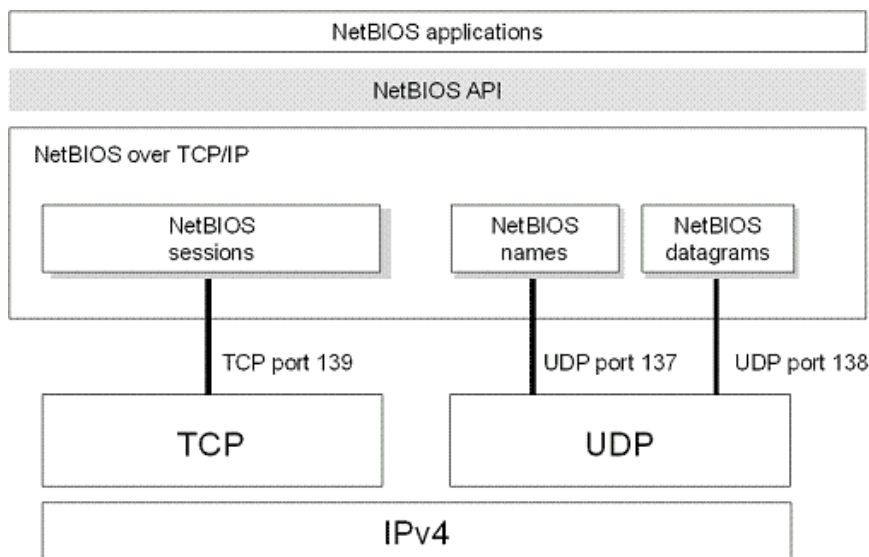 NetBIOS applications
NetBIOS API
NetBIOS over TCP/IP
NetBIOS
sessions
NetBIOS
names
NetBIOS
datagrams
TCP port 139
UDP port 137
UDP port 138
TCP
UDP
IPv4